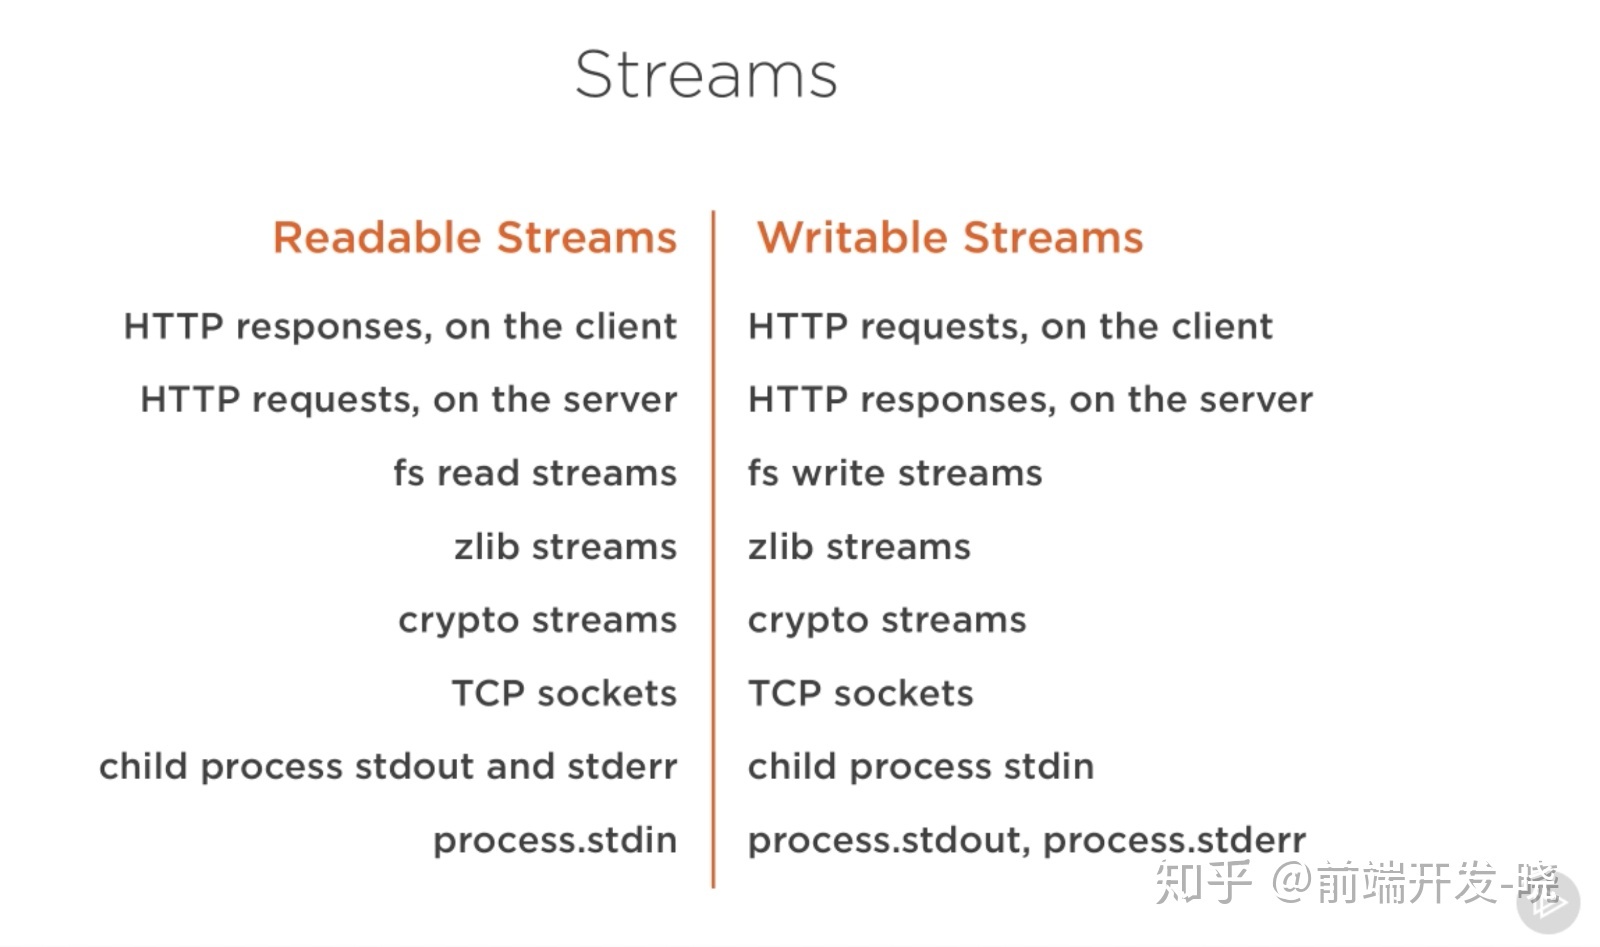 Streams
Readable Streams
Writable Streams
HTTP responses, on the client
HTTP requests, on the client
HTTP requests, on the server
HTTP responses, on the server
fs read streams
fs write streams
zlib streams
zlib streams
crypto streams
crypto streams
TCP sockets
TCP sockets
child process stdout and stderr
child process stdin
process.stdin
process.stdout, process.stderr
知乎 @前端开发-晓